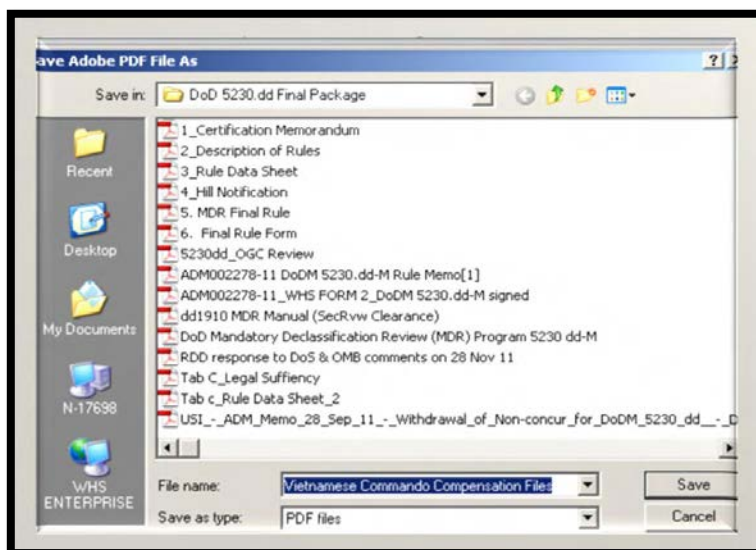 ave Adobe PDF File As
Save in: DoD 5230.dd Final Package
1_Certification Memorandum
2_Description of Rules
3_Rule Data Sheet
4_Hill Notification
5. MDR Final Rule
6. Final Rule Form
5230dd_OGC Review
ADM002278-11 DoDM 5230.dd-M Rule Memo[1]
ADM002278-11_WHS FORM 2_DoDM 5230.dd-M signed
dd1910 MDR Manual (SecRvw Clearance)
DoD Mandatory Declassification Review (MDR) Program 5230 dd-M
RDD response to DoS & OMB comments on 28 Nov 11
Tab C_Legal Suffiency
Tab c_Rule Data Sheet_2
USI_-_ADM_Memo_28_Sep_11_-_Withdrawal_of_Non-concur_for_DoDM_5230_dd__-_D
Recent
Desktop
My Documents
N-17698
WHS
ENTERPRISE
File name: Vietnamese Commando Compensation Files Save
Save as type: PDF files Cancel